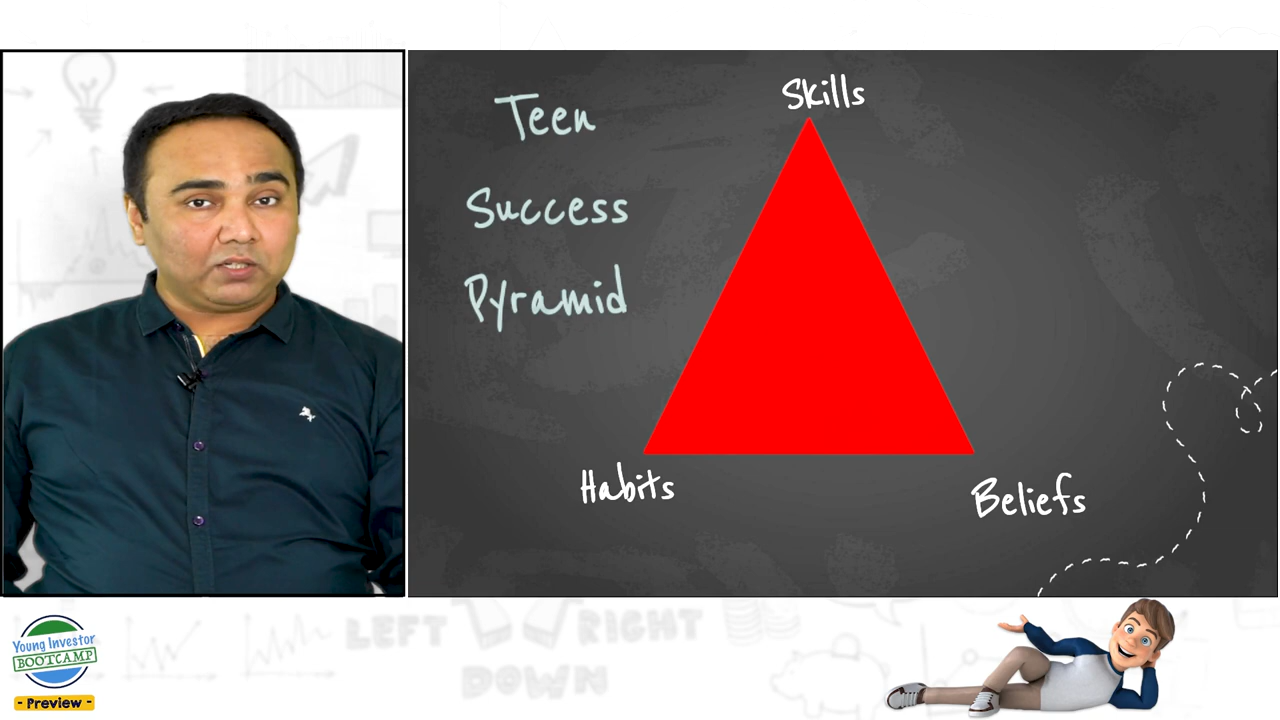 Teen
Success
Pyramid
Skills
Habits
Beliefs
Young Investor
BOOTCAMP
- Preview -
LEFT
RIGHT
DOWN